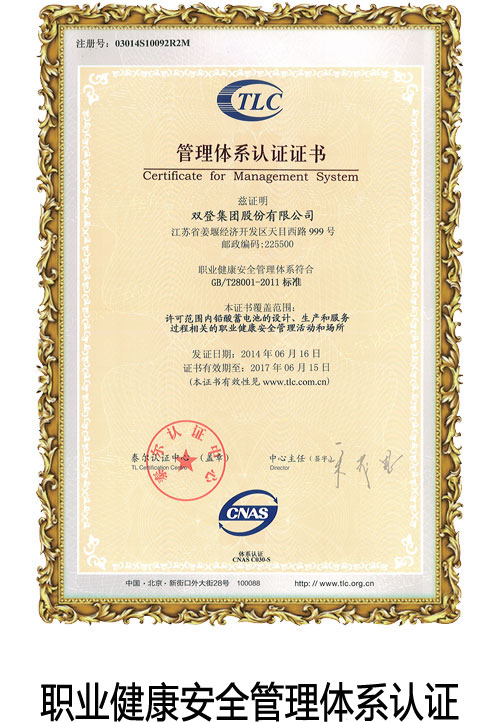 注册号：03014S10092R2M
TLC
管理体系认证证书
Certificate for Management System
兹证明
双登集团股份有限公司
江苏省姜堰经济开发区天目西路 999 号
邮政编码:225500
职业健康安全管理体系符合
GB/T28001-2011 标准
本证书覆盖范围:
许可范围内铅酸蓄电池的设计、生产和服务
过程相关的职业健康安全管理活动和场所
发证日期: 2014 年 06 月 16 日
证书有效期至: 2017 年 06 月 15 日
(本证书有效性见 www.tlc.com.cn)
泰尔认证中心（盖章） 中心主任（签字）
TL Certification Centre Director
泰尔认证中心
CNAS
体系认证
CNAS C030-S
中国·北京·新街口外大街28号 100088 http: // www.tlc.org.cn
职业健康安全管理体系认证